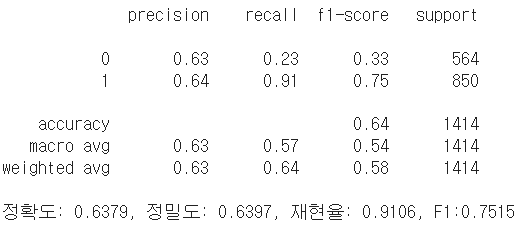 precision recall f1-score support
0 0.63 0.23 0.33 564
1 0.64 0.91 0.75 850
accuracy 0.64 1414
macro avg 0.63 0.57 0.54 1414
weighted avg 0.63 0.64 0.58 1414
정확도: 0.6379, 정밀도: 0.6397, 재현율: 0.9106, F1:0.7515